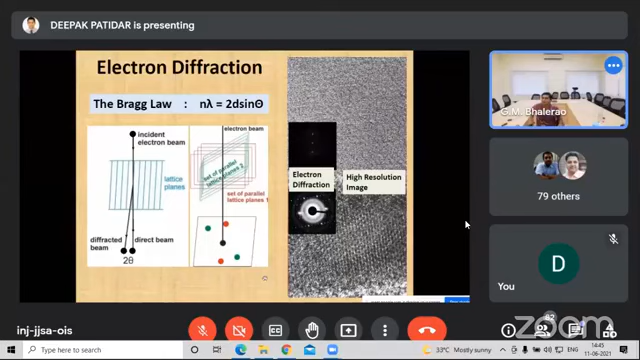 DEEPAK PATIDAR is presenting
Electron Diffraction
The Bragg Law : nλ = 2dsinΘ
incident
electron beam
lattice
planes
diffracted
beam
direct beam
2θ
electron beam
set of parallel
lattice planes 2
set of parallel
lattice planes 1
Electron
Diffraction
High Resolution
Image
G.M. Bhalerao
79 others
D
You
inj-jjsa-ois
82
zoom
Type here to search
33°C Mostly sunny
ENG
14:45
11-06-2021